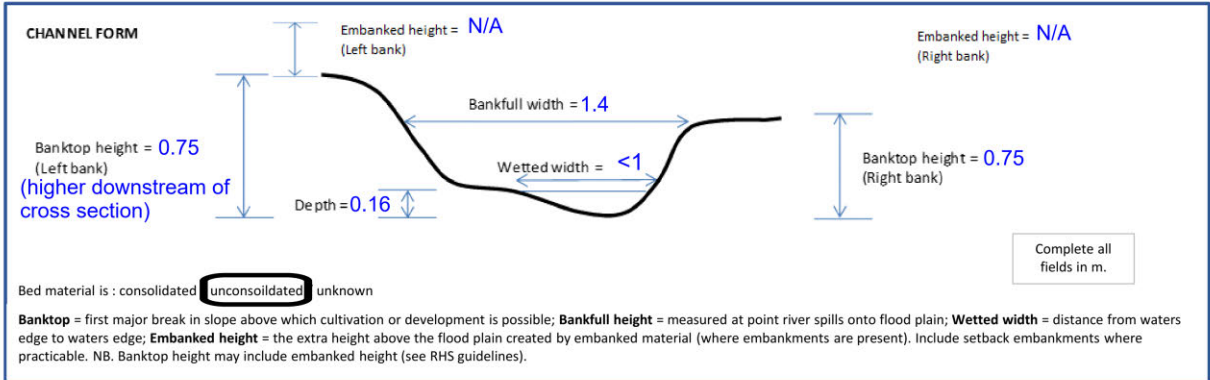 CHANNEL FORM
Embanked height = N/A
(Left bank)
Embanked height = N/A
(Right bank)
Bankfull width = 1.4
Banktop height = 0.75
(Left bank)
(higher downstream of
cross section)
Wetted width = <1
Depth = 0.16
Banktop height = 0.75
(Right bank)
Complete all
fields in m.
Bed material is : consolidated unconsoildated unknown
Banktop = first major break in slope above which cultivation or development is possible; Bankfull height = measured at point river spills onto flood plain; Wetted width = distance from waters
edge to waters edge; Embanked height = the extra height above the flood plain created by embanked material (where embankments are present). Include setback embankments where
practicable. NB. Banktop height may include embanked height (see RHS guidelines).